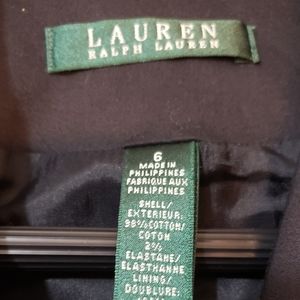 LAUREN
RALPH LAUREN
6
MADE IN
PHILIPPINES
FABRIQUE AUX
PHILIPPINES
SHELL/
EXTERIEUR:
98%COTTON/
COTON
2%
ELASTANE/
ELASTHANNE
LINING/
DOUBLURE: